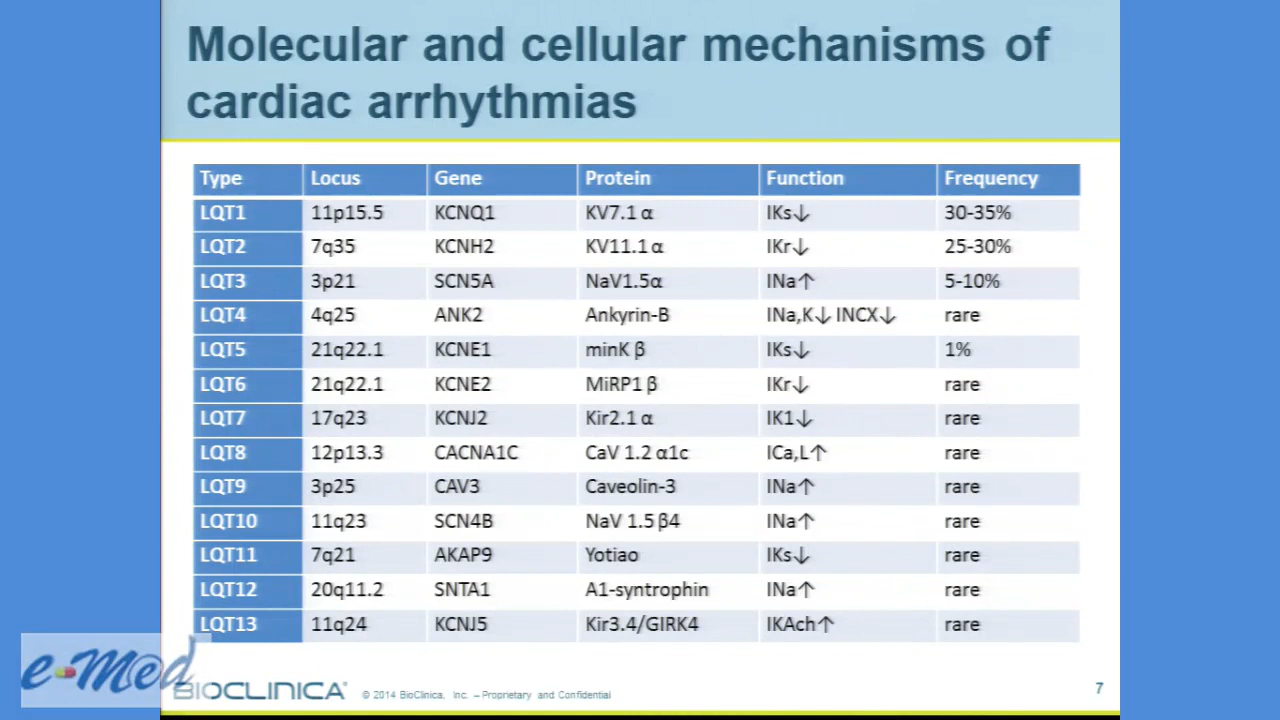 Molecular and cellular mechanisms of
cardiac arrhythmias
Type Locus Gene Protein Function Frequency
LQT1 11p15.5 KCNQ1 KV7.1 α IKs↓ 30-35%
LQT2 7q35 KCNH2 KV11.1 α IKr↓ 25-30%
LQT3 3p21 SCN5A NaV1.5α INa↑ 5-10%
LQT4 4q25 ANK2 Ankyrin-B INa,K↓ INCX↓ rare
LQT5 21q22.1 KCNE1 minK β IKs↓ 1%
LQT6 21q22.1 KCNE2 MiRP1 β IKr↓ rare
LQT7 17q23 KCNJ2 Kir2.1 α IK1↓ rare
LQT8 12p13.3 CACNA1C CaV 1.2 α1c ICa,L↑ rare
LQT9 3p25 CAV3 Caveolin-3 INa↑ rare
LQT10 11q23 SCN4B NaV 1.5 β4 INa↑ rare
LQT11 7q21 AKAP9 Yotiao IKs↓ rare
LQT12 20q11.2 SNTA1 A1-syntrophin INa↑ rare
LQT13 11q24 KCNJ5 Kir3.4/GIRK4 IKAch↑ rare
e-Med
BIOCLINICA® © 2014 BioClinica, Inc. – Proprietary and Confidential 7